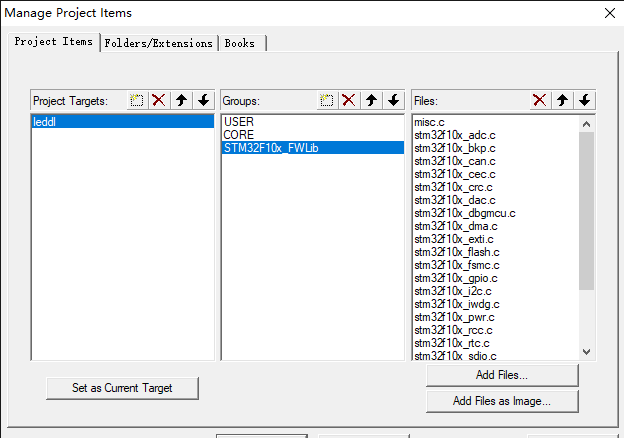 Manage Project Items
Project Items Folders/Extensions Books
Project Targets:
leddl
Groups:
USER
CORE
STM32F10x_FWLib
Files:
misc.c
stm32f10x_adc.c
stm32f10x_bkp.c
stm32f10x_can.c
stm32f10x_cec.c
stm32f10x_crc.c
stm32f10x_dac.c
stm32f10x_dbgmcu.c
stm32f10x_dma.c
stm32f10x_exti.c
stm32f10x_flash.c
stm32f10x_fsmc.c
stm32f10x_gpio.c
stm32f10x_i2c.c
stm32f10x_iwdg.c
stm32f10x_pwr.c
stm32f10x_rcc.c
stm32f10x_rtc.c
stm32f10x_sdio.c
Set as Current Target
Add Files...
Add Files as Image...